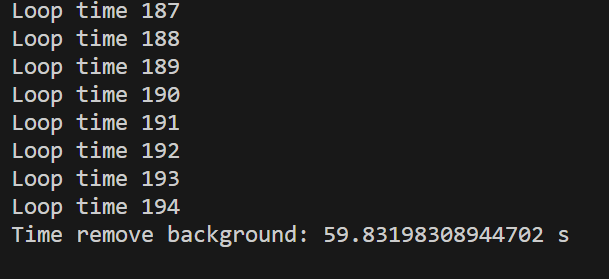 Loop time 187
Loop time 188
Loop time 189
Loop time 190
Loop time 191
Loop time 192
Loop time 193
Loop time 194
Time remove background: 59.83198308944702 s